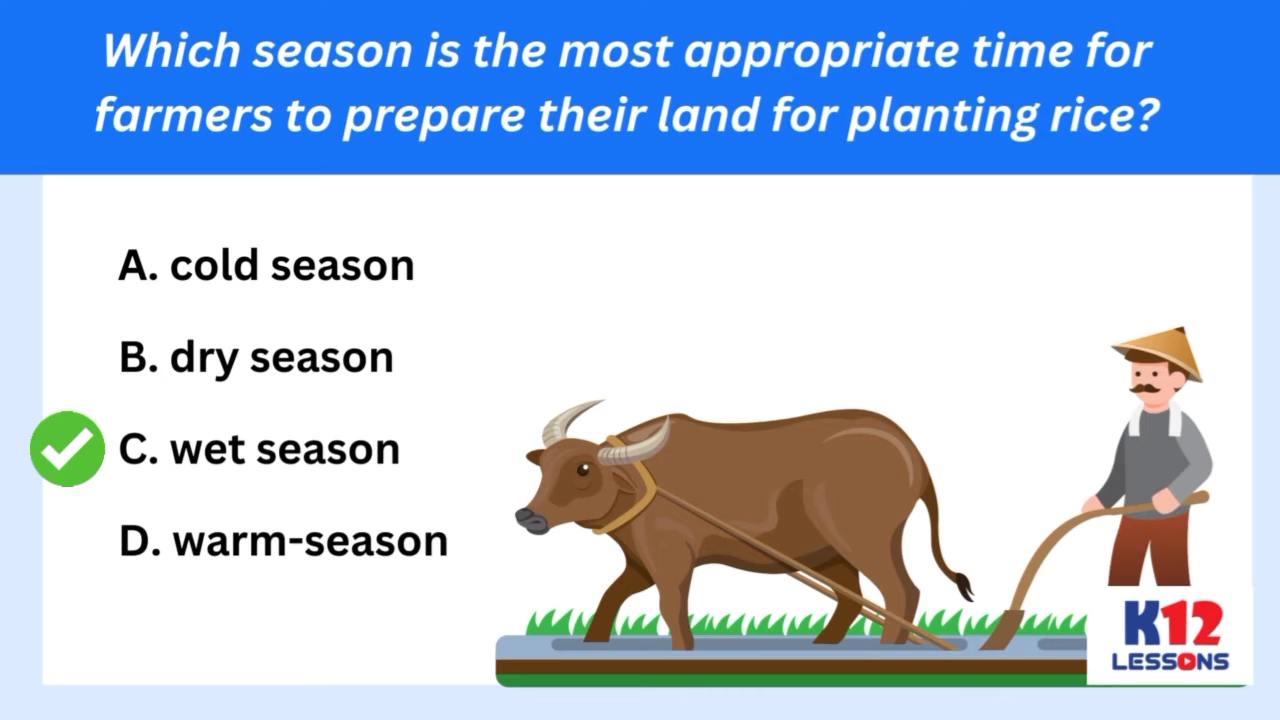 Which season is the most appropriate time for
farmers to prepare their land for planting rice?
A. cold season
B. dry season
C. wet season
D. warm-season
K12
LESSONS